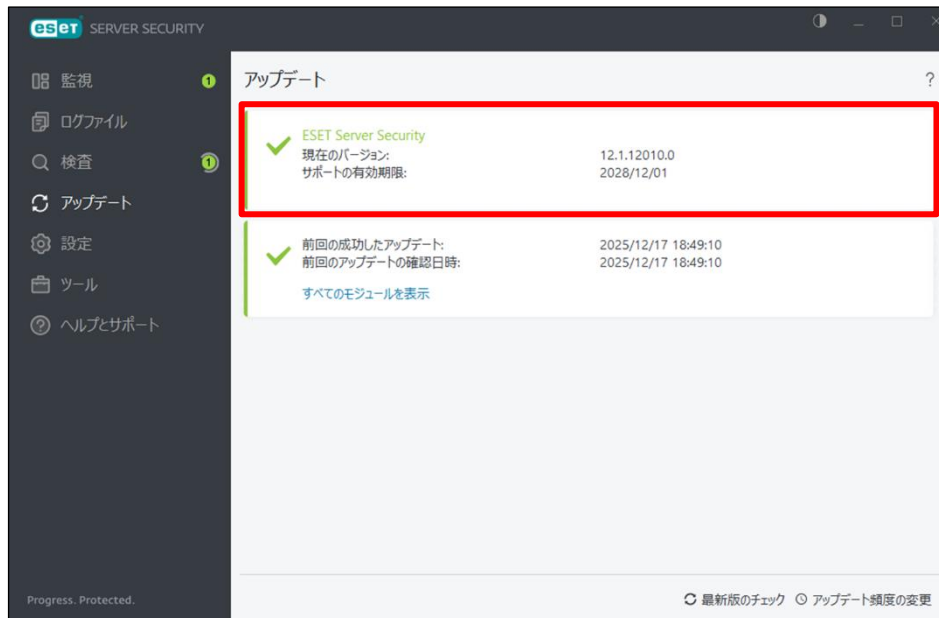 eset SERVER SECURITY
監視 1
ログファイル
検査 1
アップデート
設定
ツール
ヘルプとサポート
Progress. Protected.
アップデート ?
ESET Server Security
現在のバージョン: 12.1.12010.0
サポートの有効期限: 2028/12/01
前回の成功したアップデート: 2025/12/17 18:49:10
前回のアップデートの確認日時: 2025/12/17 18:49:10
すべてのモジュールを表示
最新版のチェック アップデート頻度の変更